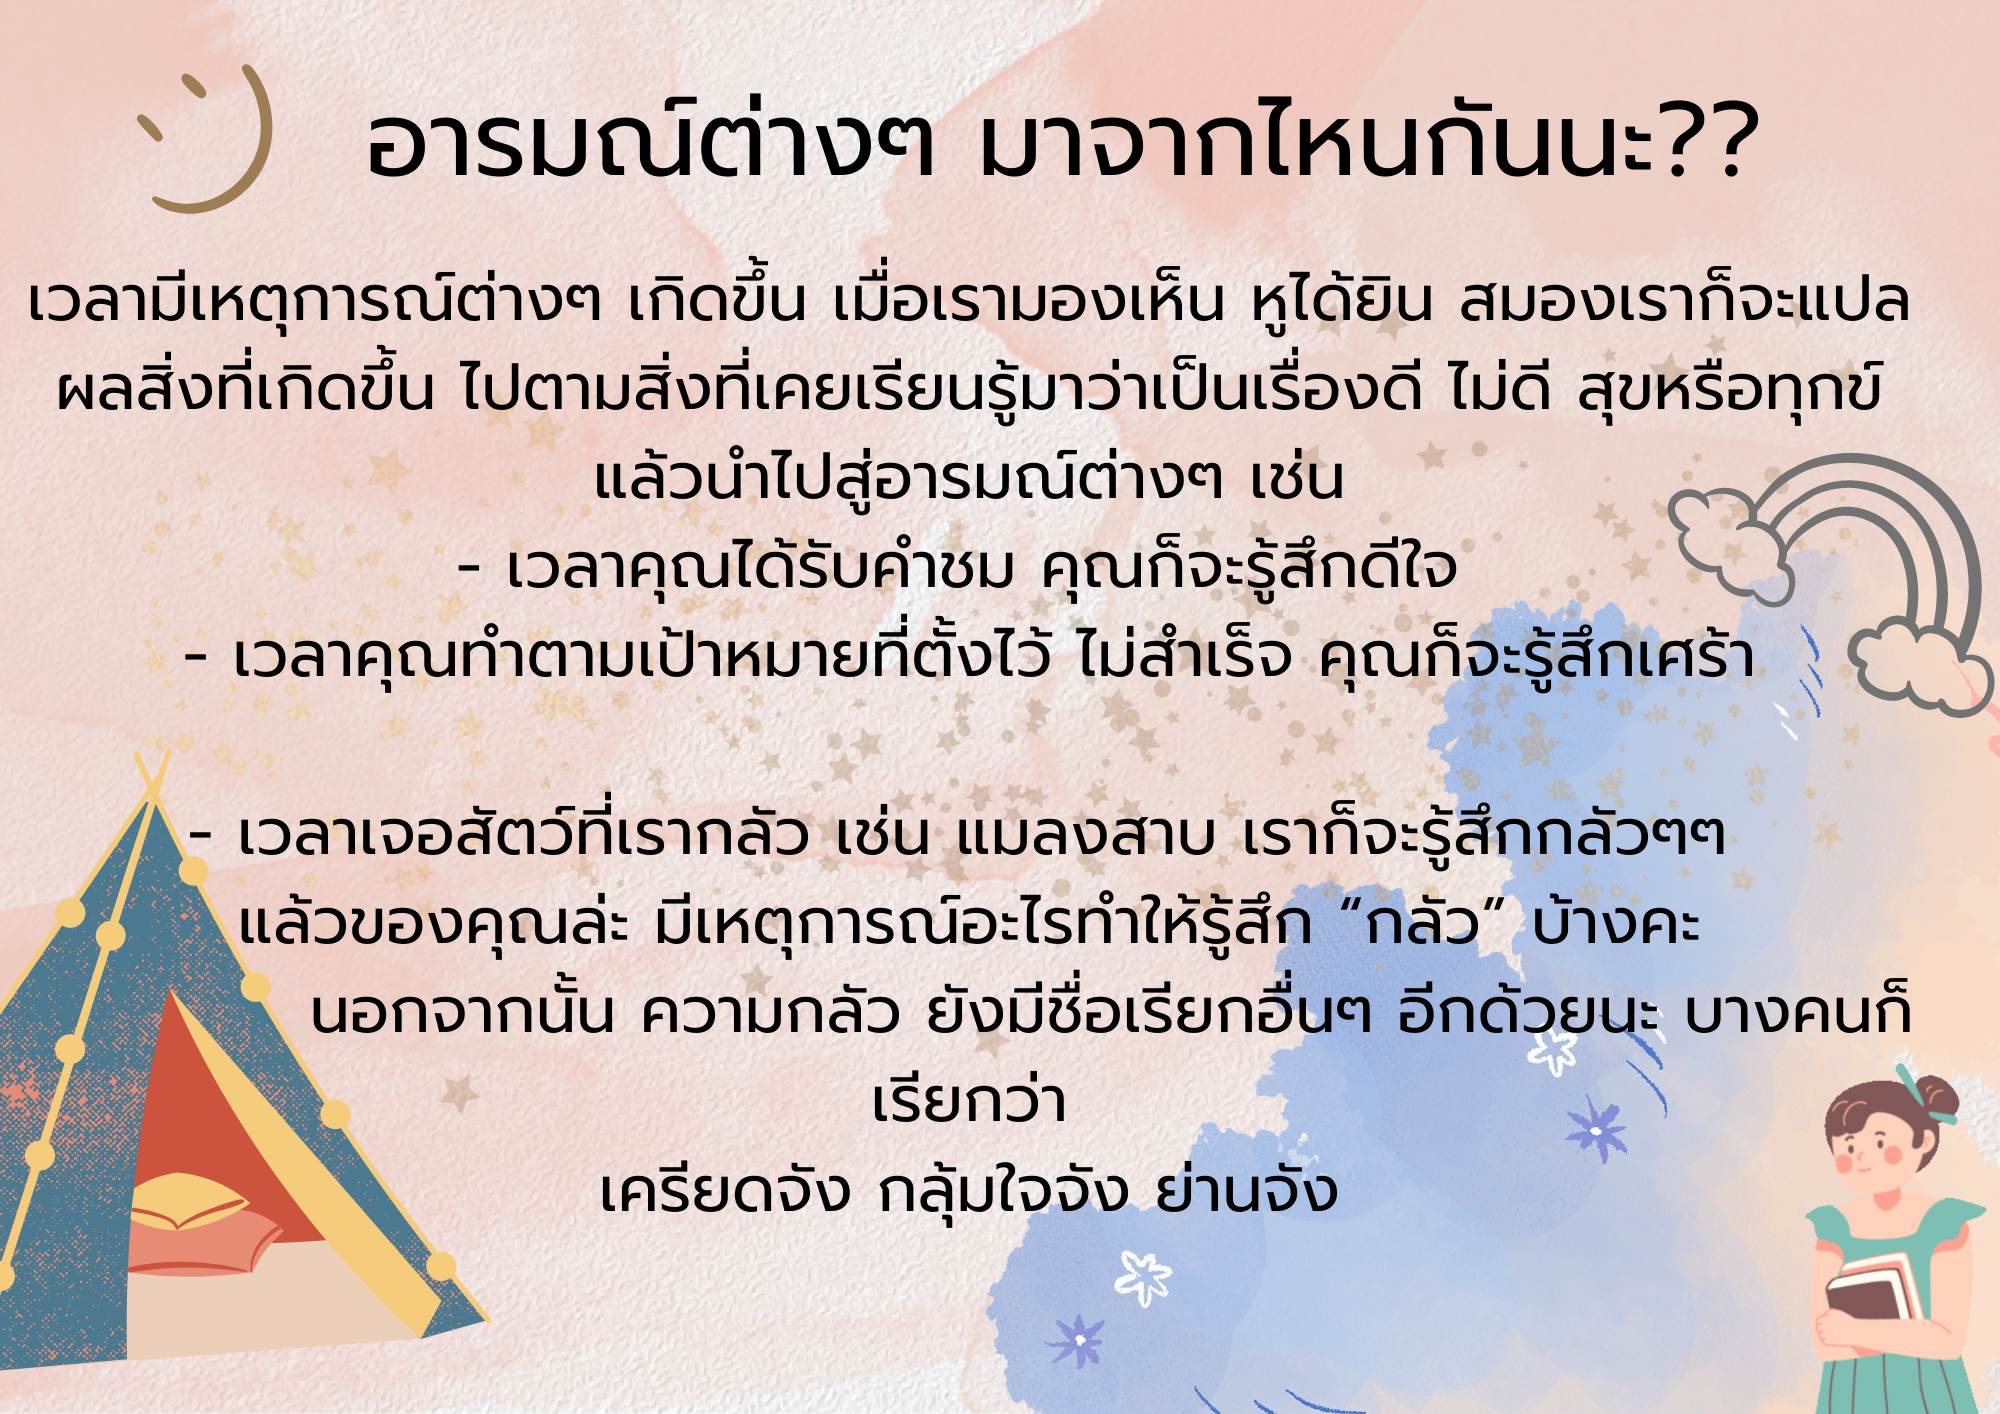 อารมณ์ต่างๆ มาจากไหนกันนะ??
เวลามีเหตุการณ์ต่างๆ เกิดขึ้น เมื่อเรามองเห็น หูได้ยิน สมองเราก็จะแปล
ผลสิ่งที่เกิดขึ้น ไปตามสิ่งที่เคยเรียนรู้มาว่าเป็นเรื่องดี ไม่ดี สุขหรือทุกข์
แล้วนำไปสู่อารมณ์ต่างๆ เช่น
- เวลาคุณได้รับคำชม คุณก็จะรู้สึกดีใจ
- เวลาคุณทำตามเป้าหมายที่ตั้งไว้ ไม่สำเร็จ คุณก็จะรู้สึกเศร้า
- เวลาเจอสัตว์ที่เรากลัว เช่น แมลงสาบ เราก็จะรู้สึกกลัวๆๆ
แล้วของคุณล่ะ มีเหตุการณ์อะไรทำให้รู้สึก “กลัว” บ้างคะ
นอกจากนั้น ความกลัว ยังมีชื่อเรียกอื่นๆ อีกด้วยนะ บางคนก็
เรียกว่า
เครียดจัง กลุ้มใจจัง ย่านจัง